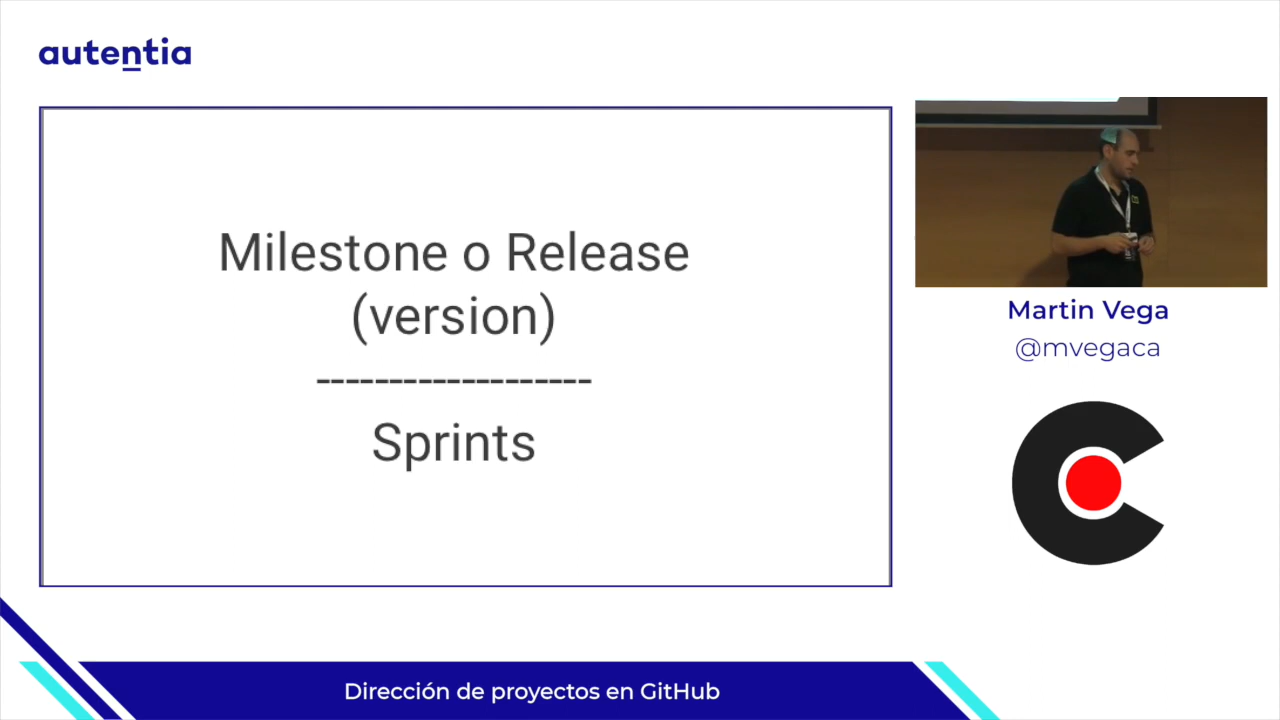 autentia
Milestone o Release
(version)
-------------------
Sprints
Martin Vega
@mvegaca
Dirección de proyectos en GitHub